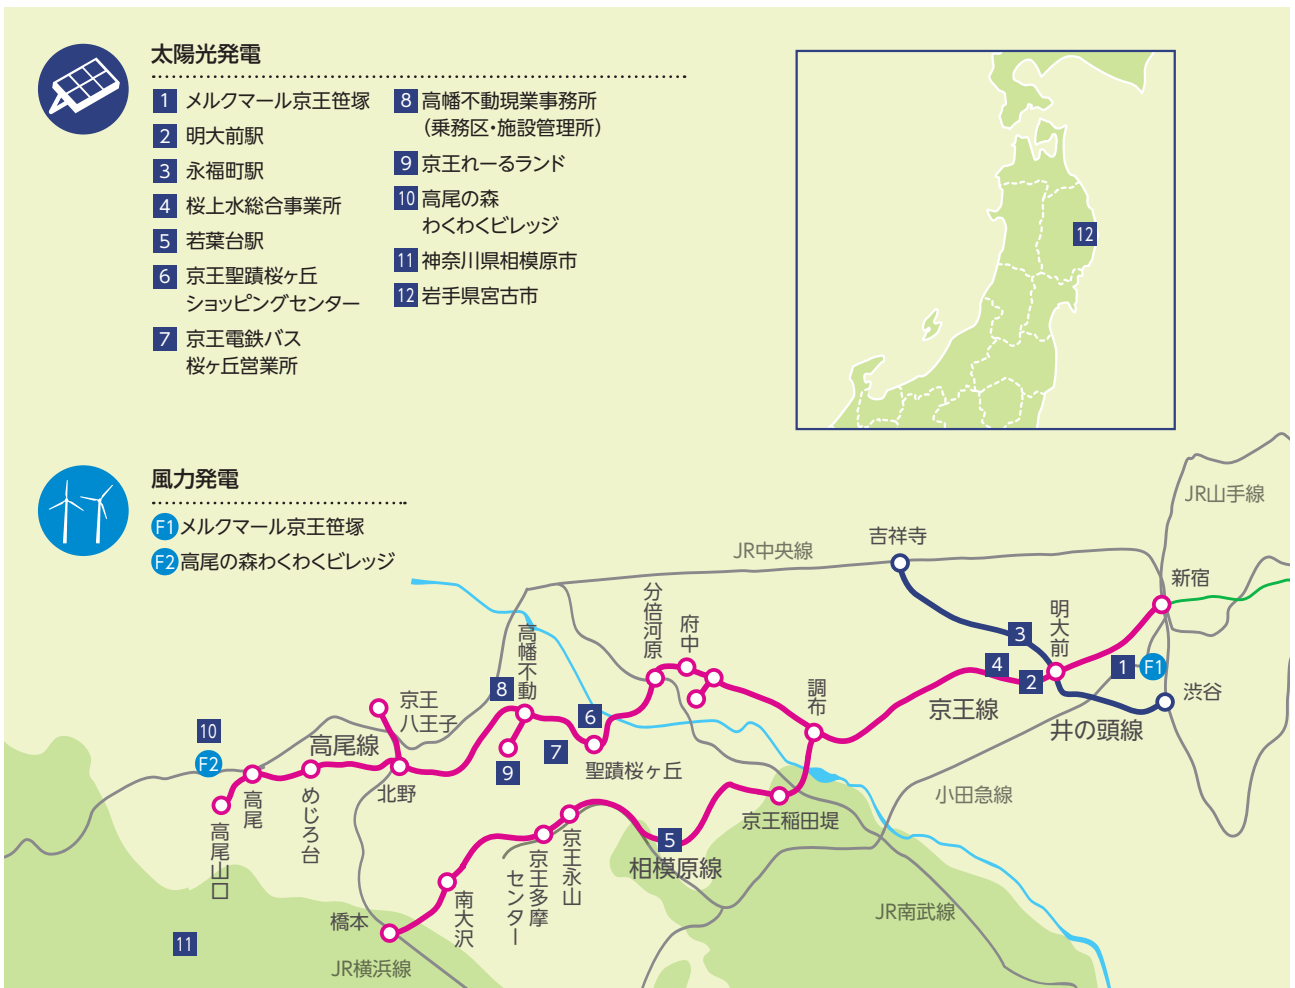 太陽光発電
1 メルクマール京王笹塚
2 明大前駅
3 永福町駅
4 桜上水総合事業所
5 若葉台駅
6 京王聖蹟桜ヶ丘
ショッピングセンター
7 京王電鉄バス
桜ヶ丘営業所
8 高幡不動現業事務所
（乗務区・施設管理所）
9 京王れーるランド
10 高尾の森
わくわくビレッジ
11 神奈川県相模原市
12 岩手県宮古市
12
風力発電
F1 メルクマール京王笹塚
F2 高尾の森わくわくビレッジ
JR山手線
吉祥寺
JR中央線
新宿
分倍河原
府中
明大前
高幡不動
3
4
2
1
F1
8
調布
渋谷
京王
八王子
6
京王線
井の頭線
10
高尾線
7
F2
9
聖蹟桜ヶ丘
北野
小田急線
高尾
めじろ台
京王稲田堤
高尾山口
5
相模原線
京王永山
京王多摩
センター
南大沢
橋本
JR南武線
11
JR横浜線